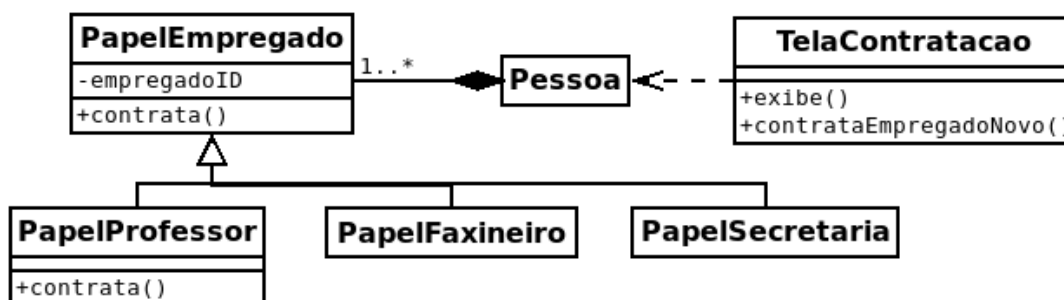 PapelEmpregado
-empregadoID
+contrata()
1..*
Pessoa
TelaContratacao
+exibe()
+contrataEmpregadoNovo()
PapelProfessor
+contrata()
PapelFaxineiro
PapelSecretaria